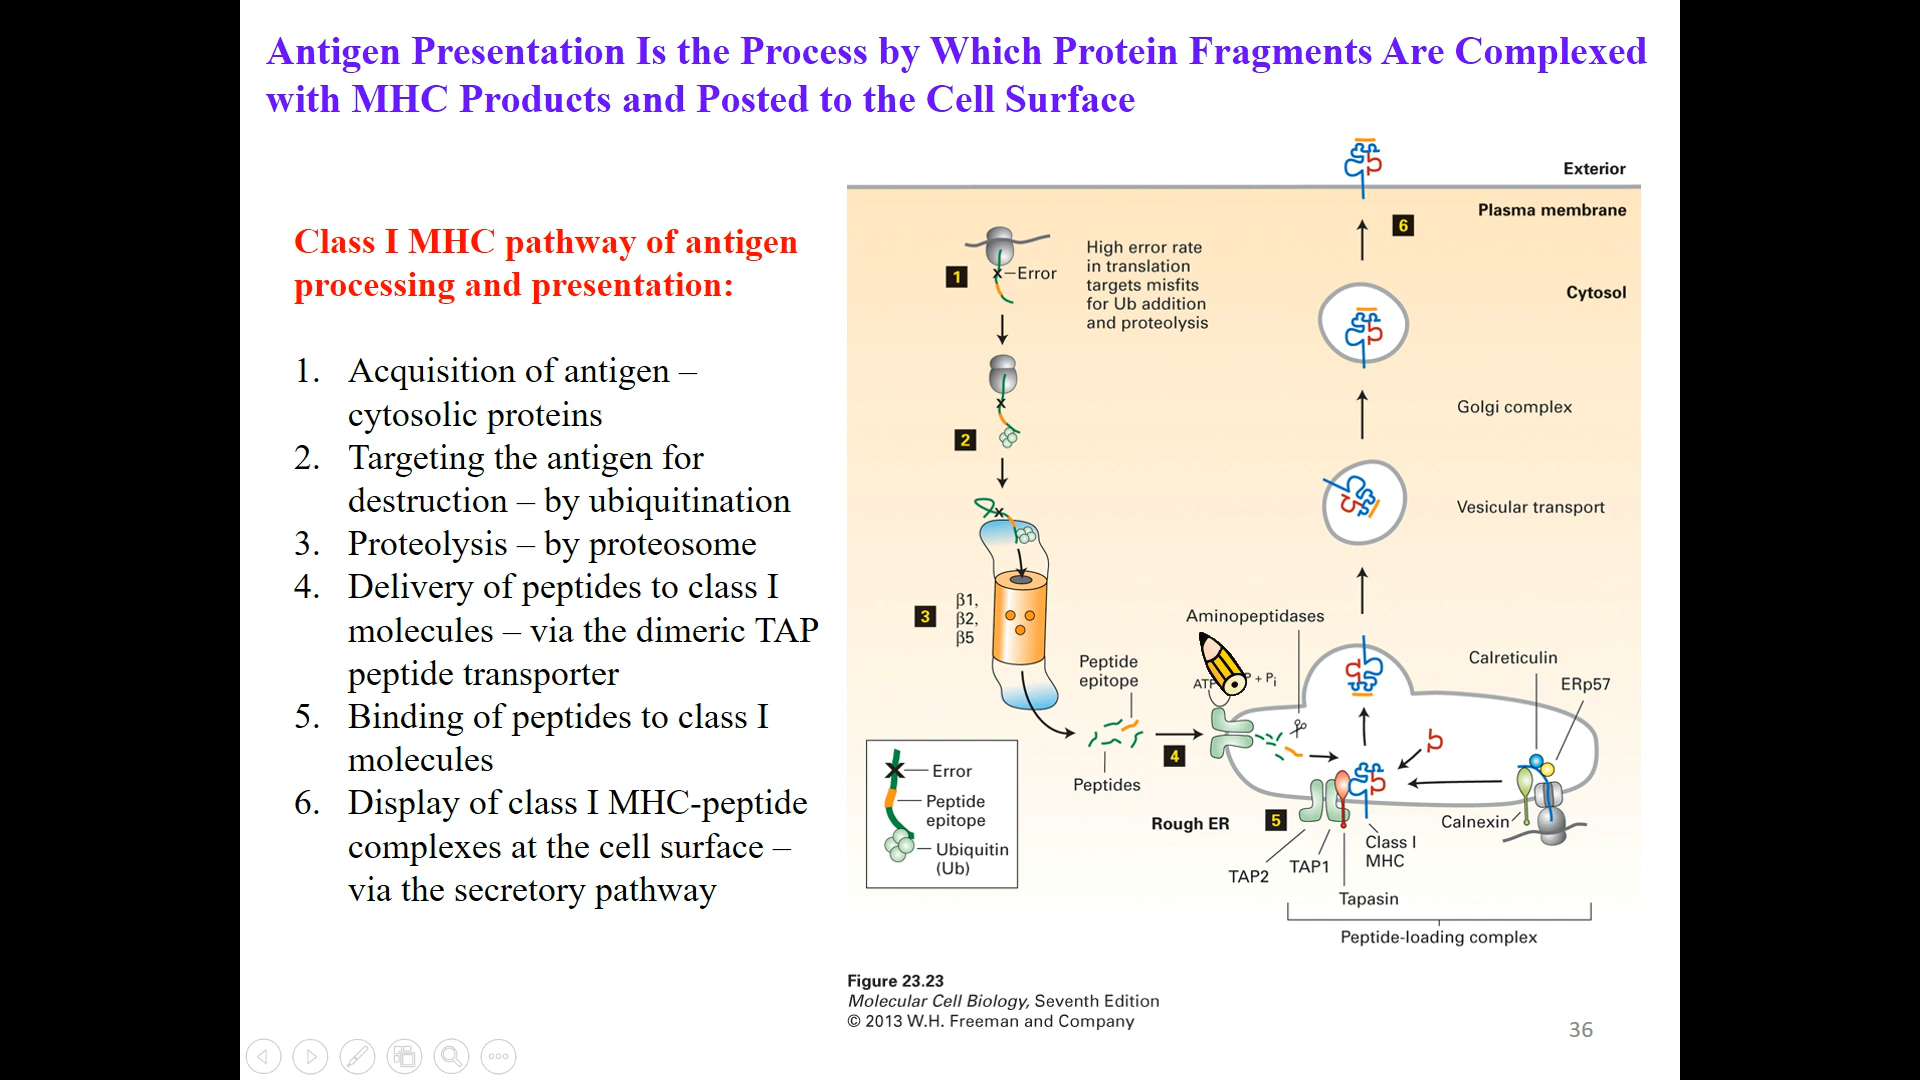 Antigen Presentation Is the Process by Which Protein Fragments Are Complexed
with MHC Products and Posted to the Cell Surface
Class I MHC pathway of antigen
processing and presentation:
1. Acquisition of antigen –
cytosolic proteins
2. Targeting the antigen for
destruction – by ubiquitination
3. Proteolysis – by proteosome
4. Delivery of peptides to class I
molecules – via the dimeric TAP
peptide transporter
5. Binding of peptides to class I
molecules
6. Display of class I MHC-peptide
complexes at the cell surface –
via the secretory pathway
Exterior
Plasma membrane
6
Cytosol
1
Error
High error rate
in translation
targets misfits
for Ub addition
and proteolysis
2
Golgi complex
Vesicular transport
3
β1,
β2,
β5
Aminopeptidases
Peptide
epitope
ATP
+ Pi
Calreticulin
ERp57
4
Peptides
Error
Peptide
epitope
Ubiquitin
(Ub)
Rough ER
5
Calnexin
Class I
MHC
TAP2
TAP1
Tapasin
Peptide-loading complex
Figure 23.23
Molecular Cell Biology, Seventh Edition
© 2013 W.H. Freeman and Company
36